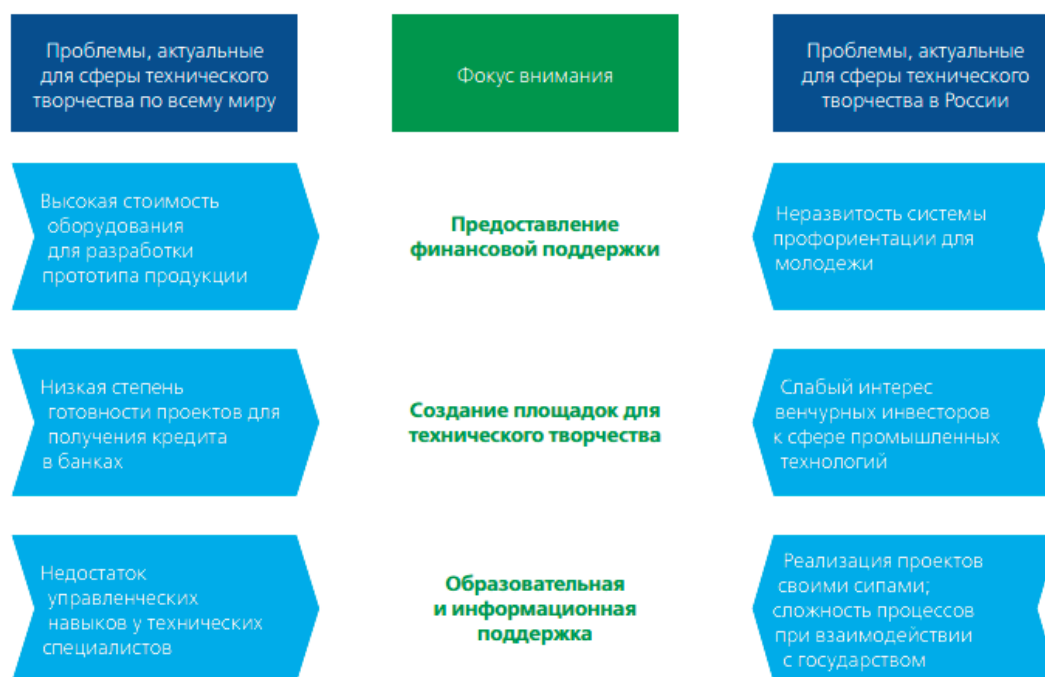 Проблемы, актуальные
для сферы технического
творчества по всему миру
Фокус внимания
Проблемы, актуальные
для сферы технического
творчества в России
Высокая стоимость
оборудования
для разработки
прототипа продукции
Предоставление
финансовой поддержки
Неразвитость системы
профориентации для
молодежи
Низкая степень
готовности проектов для
получения кредита
в банках
Создание площадок для
технического творчества
Слабый интерес
венчурных инвесторов
к сфере промышленных
технологий
Недостаток
управленческих
навыков у технических
специалистов
Образовательная
и информационная
поддержка
Реализация проектов
своими сипами;
сложность процессов
при взаимодействии
с государством